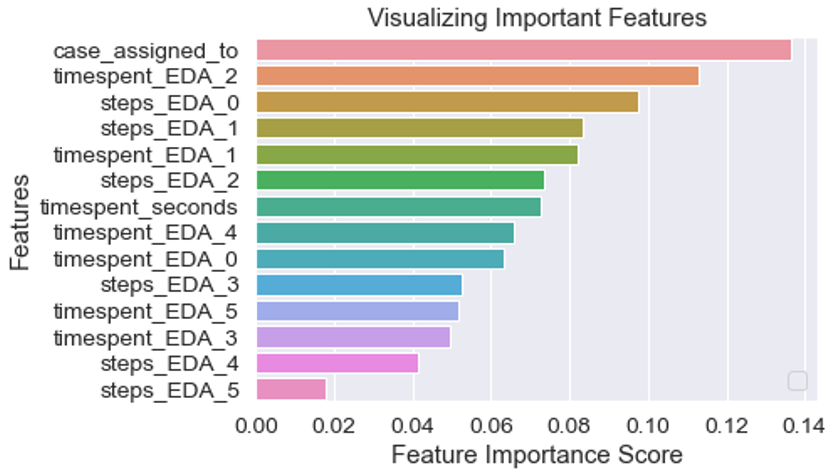 Visualizing Important Features
case_assigned_to
timespent_EDA_2
steps_EDA_0
steps_EDA_1
timespent_EDA_1
steps_EDA_2
timespent_seconds
timespent_EDA_4
timespent_EDA_0
steps_EDA_3
timespent_EDA_5
timespent_EDA_3
steps_EDA_4
steps_EDA_5
Features
0.00 0.02 0.04 0.06 0.08 0.10 0.12 0.14
Feature Importance Score